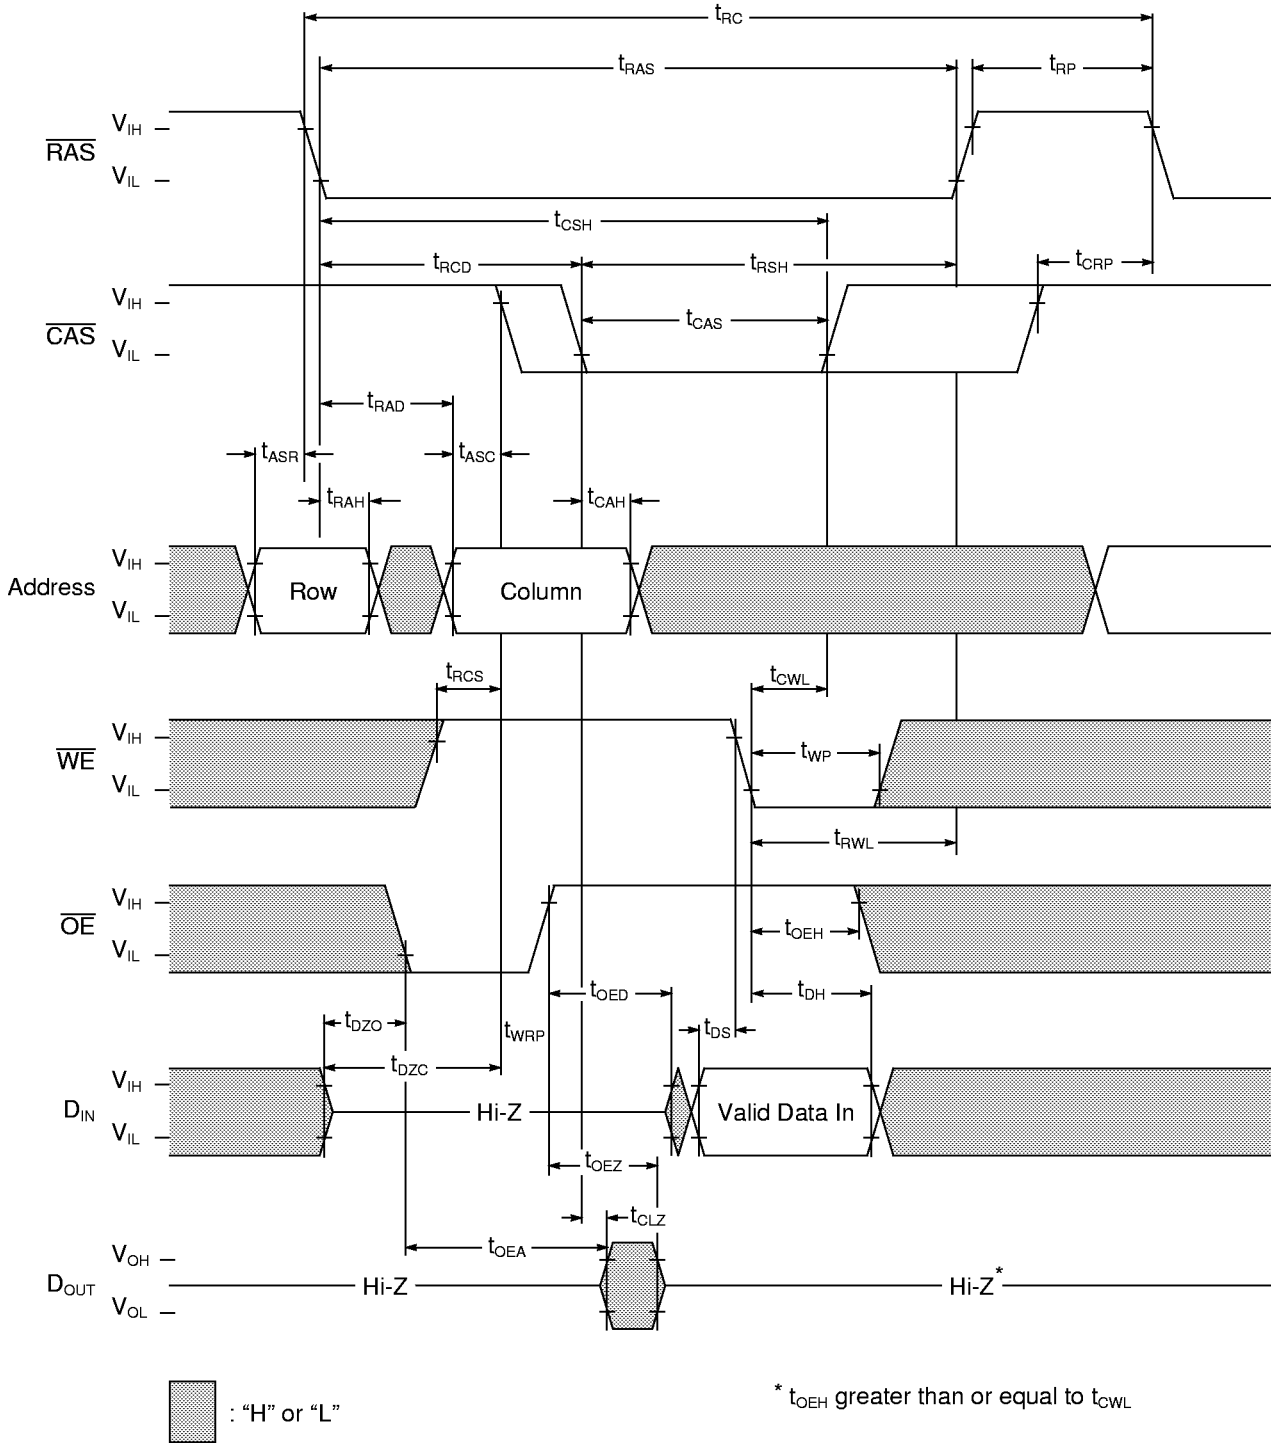 tRC
tRAS
tRP
VIH
RAS
VIL
tCSH
tRCD
tRSH
tCRP
VIH
CAS
tCAS
VIL
tRAD
tASR
tASC
tRAH
tCAH
VIH
Address
Row
Column
VIL
tRCS
tCWL
VIH
WE
tWP
VIL
tRWL
VIH
OE
tOEH
VIL
tOED
tDH
tDZO
tWRP
tDS
tDZC
VIH
DIN
Hi-Z
Valid Data In
VIL
tOEZ
tCLZ
tOEA
VOH
DOUT
Hi-Z
Hi-Z*
VOL
: “H” or “L”
* tOEH greater than or equal to tCWL